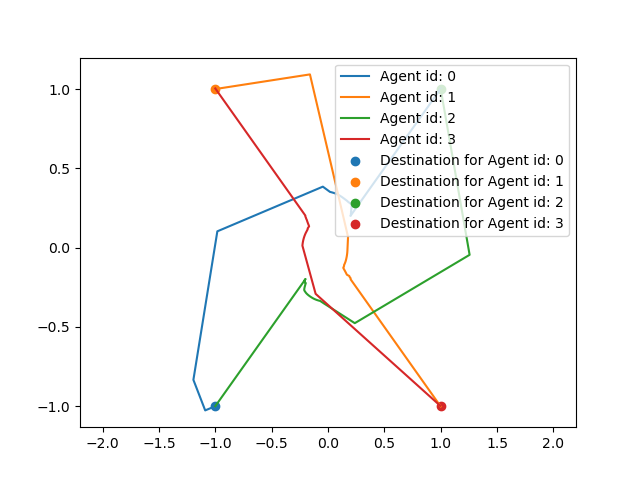 1.0
0.5
0.0
−0.5
−1.0
−2.0 −1.5 −1.0 −0.5 0.0 0.5 1.0 1.5 2.0
Agent id: 0
Agent id: 1
Agent id: 2
Agent id: 3
Destination for Agent id: 0
Destination for Agent id: 1
Destination for Agent id: 2
Destination for Agent id: 3